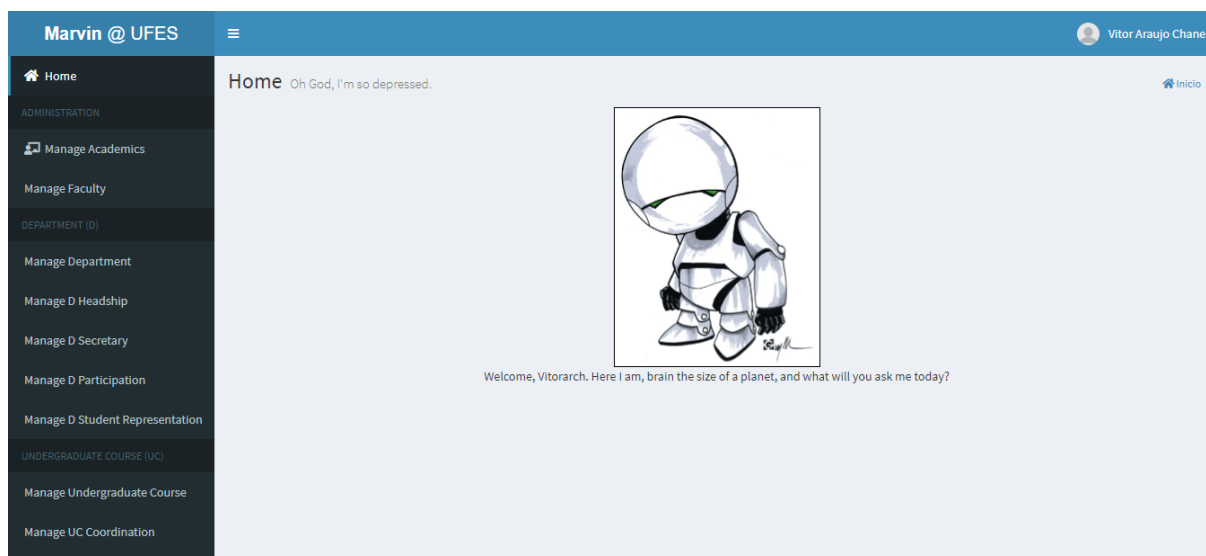 Marvin @ UFES
Vitor Araujo Chane
Home
Home Oh God, I'm so depressed.
Inicio
ADMINISTRATION
Manage Academics
Manage Faculty
DEPARTMENT (D)
Manage Department
Manage D Headship
Manage D Secretary
Manage D Participation
Manage D Student Representation
Welcome, Vitorarch. Here I am, brain the size of a planet, and what will you ask me today?
UNDERGRADUATE COURSE (UC)
Manage Undergraduate Course
Manage UC Coordination